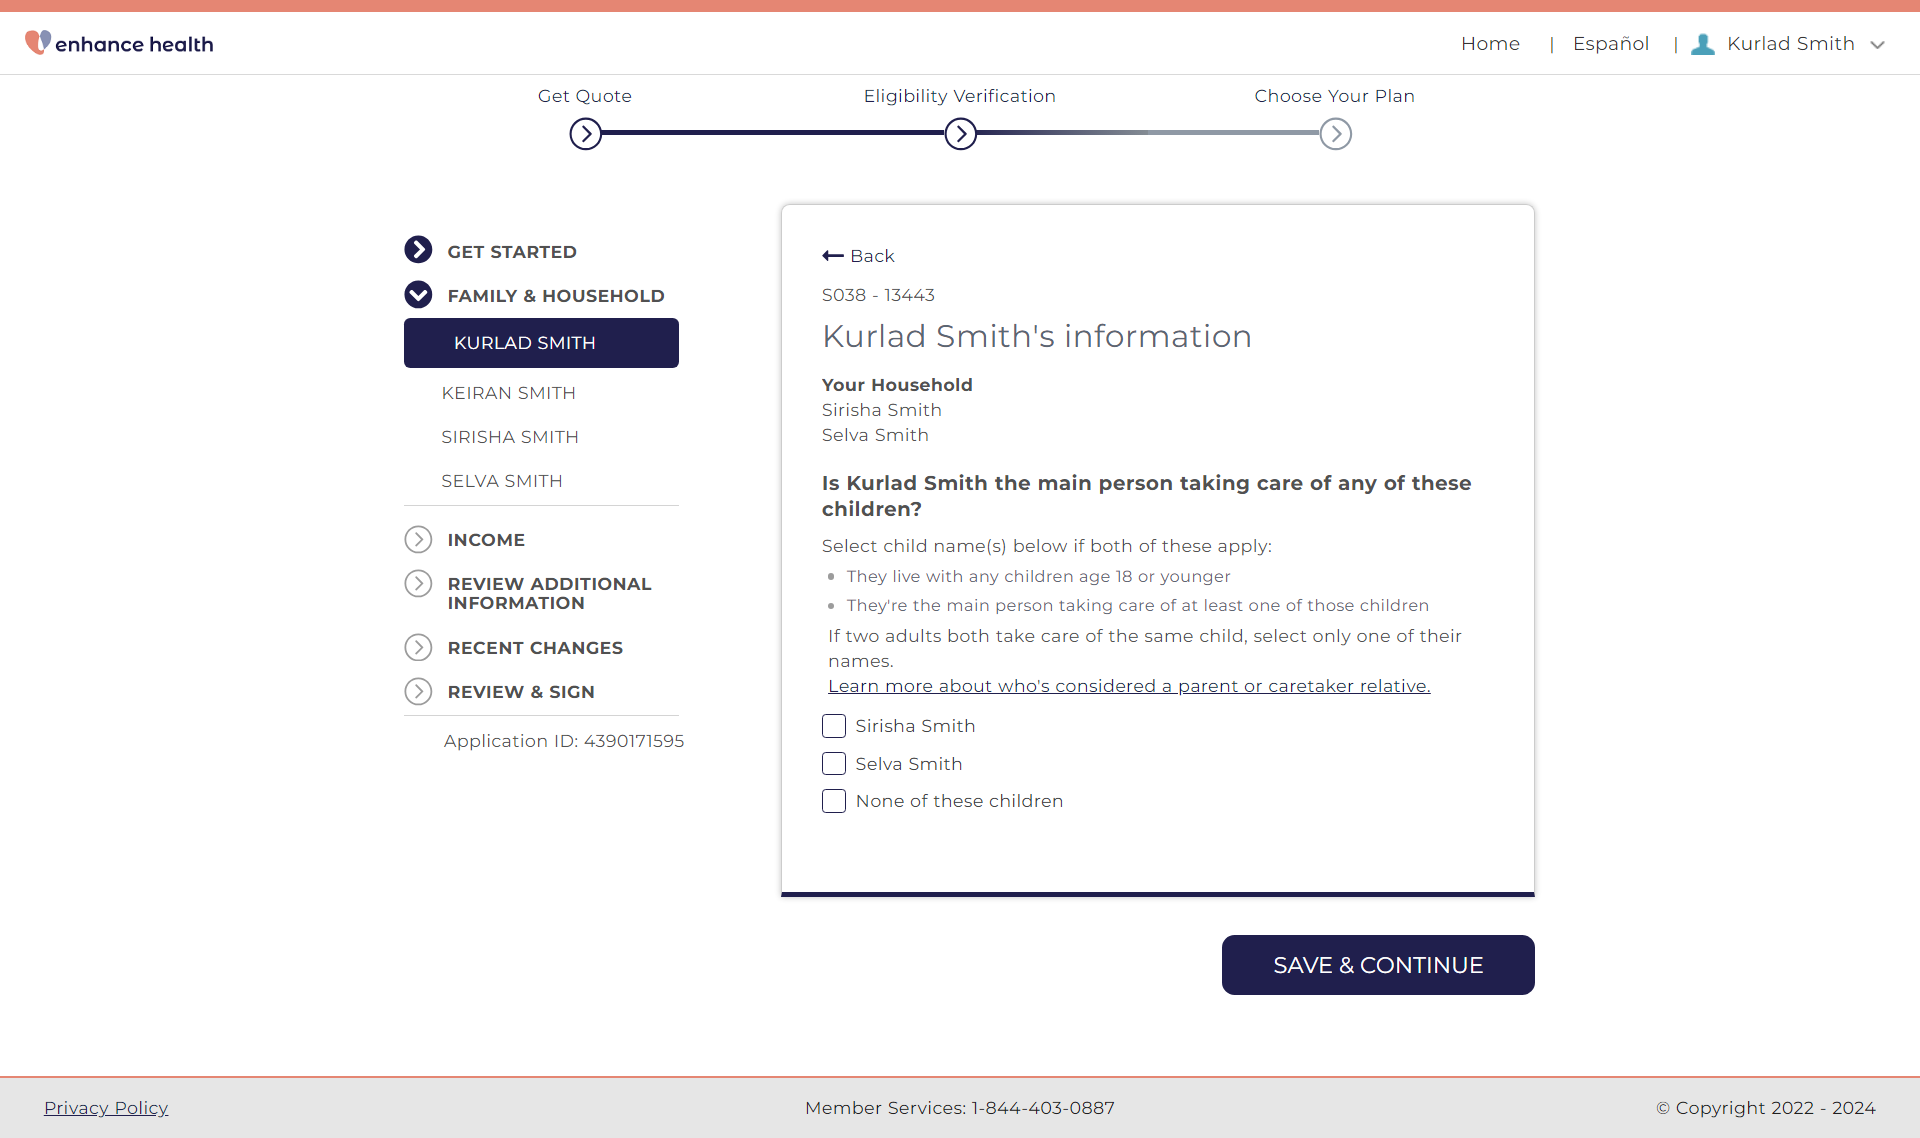 enhance health
Home | Español | Kurlad Smith
Get Quote
Eligibility Verification
Choose Your Plan
GET STARTED
FAMILY & HOUSEHOLD
KURLAD SMITH
KEIRAN SMITH
SIRISHA SMITH
SELVA SMITH
INCOME
REVIEW ADDITIONAL
INFORMATION
RECENT CHANGES
REVIEW & SIGN
Application ID: 4390171595
Back
S038 - 13443
Kurlad Smith's information
Your Household
Sirisha Smith
Selva Smith
Is Kurlad Smith the main person taking care of any of these
children?
Select child name(s) below if both of these apply:
They live with any children age 18 or younger
They're the main person taking care of at least one of those children
If two adults both take care of the same child, select only one of their
names.
Learn more about who's considered a parent or caretaker relative.
Sirisha Smith
Selva Smith
None of these children
SAVE & CONTINUE
Privacy Policy
Member Services: 1-844-403-0887
© Copyright 2022 - 2024